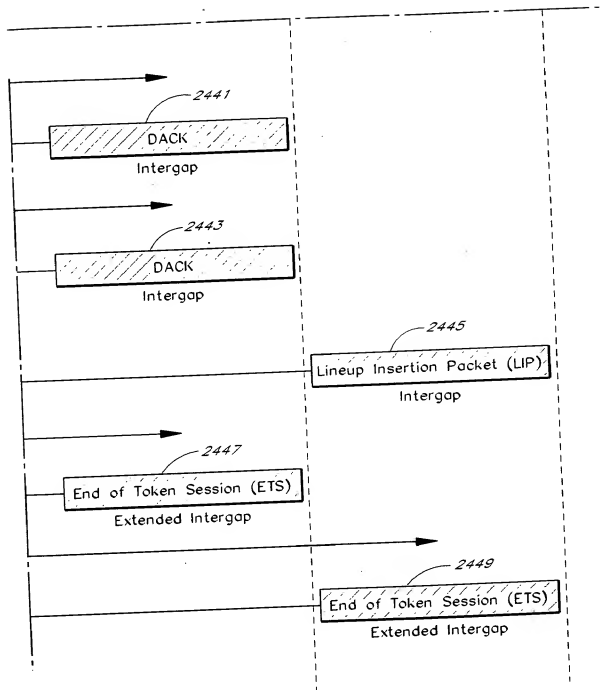 2441
DACK
Intergap
2443
DACK
Intergap
2445
Lineup Insertion Packet (LIP)
Intergap
2447
End of Token Session (ETS)
Extended Intergap
2449
End of Token Session (ETS)
Extended Intergap